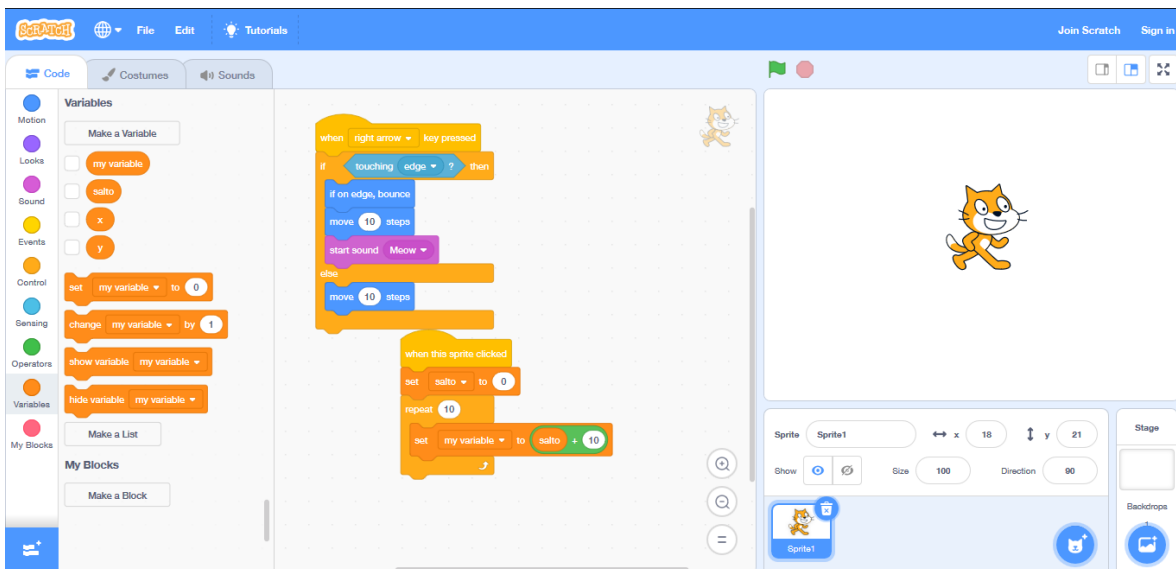 SCRATCH File Edit Tutorials Join Scratch Sign in
Code Costumes Sounds
Motion
Looks
Sound
Events
Control
Sensing
Operators
Variables
My Blocks
Variables
Make a Variable
my variable
salto
x
y
set my variable to 0
change my variable by 1
show variable my variable
hide variable my variable
Make a List
My Blocks
Make a Block
when right arrow key pressed
if touching edge ? then
if on edge, bounce
move 10 steps
start sound Meow
else
move 10 steps
when this sprite clicked
set salto to 0
repeat 10
set my variable to salto + 10
Sprite Sprite1 x 18 y 21
Show Size 100 Direction 90
Sprite1
Stage
Backdrops
1